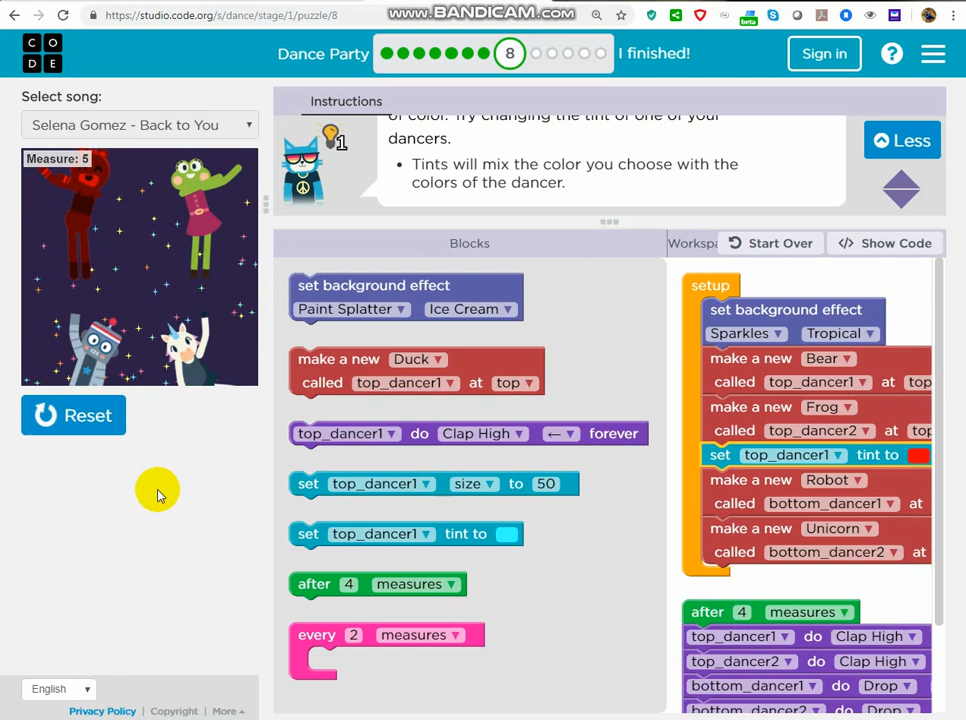 https://studio.code.org/s/dance/stage/1/puzzle/8
www.BANDICAM.com
beta
C O
D E
Dance Party
8
I finished!
Sign in
?
Select song:
Selena Gomez - Back to You
Measure: 5
Reset
Instructions
of color. Try changing the tint of one of your
dancers.
• Tints will mix the color you choose with the
colors of the dancer.
1
Less
Blocks
Workspa
Start Over
</> Show Code
set background effect
Paint Splatter Ice Cream
make a new Duck
called top_dancer1 at top
top_dancer1 do Clap High ← forever
set top_dancer1 size to 50
set top_dancer1 tint to
after 4 measures
every 2 measures
setup
set background effect
Sparkles Tropical
make a new Bear
called top_dancer1 at top
make a new Frog
called top_dancer2 at top
set top_dancer1 tint to
make a new Robot
called bottom_dancer1 at
make a new Unicorn
called bottom_dancer2 at
after 4 measures
top_dancer1 do Clap High
top_dancer2 do Clap High
bottom_dancer1 do Drop
bottom_dancer2 do Drop
English
Privacy Policy | Copyright | More